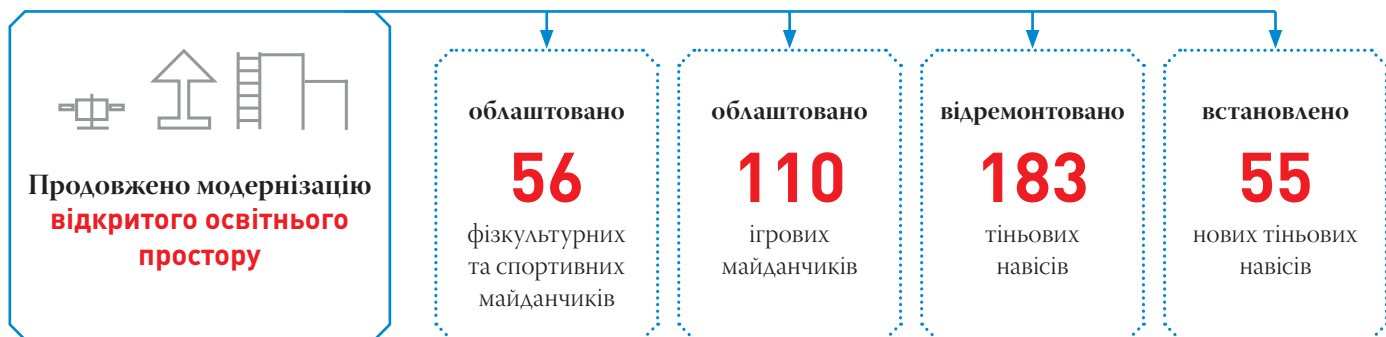 Продовжено модернізацію
відкритого освітнього
простору
облаштовано
56
фізкультурних
та спортивних
майданчиків
облаштовано
110
ігрових
майданчиків
відремонтовано
183
тіньових
навісів
встановлено
55
нових тіньових
навісів